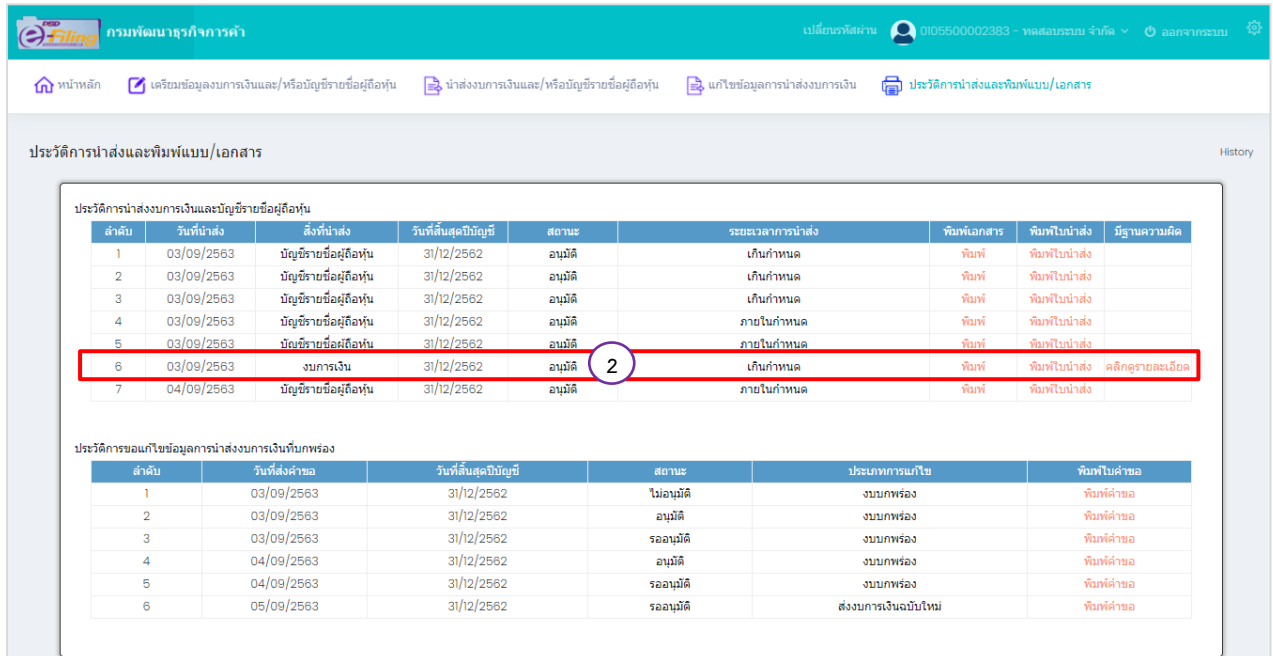 DBD e-Filing กรมพัฒนาธุรกิจการค้า เปลี่ยนรหัสผ่าน 0105500002383 - ทดสอบระบบ จำกัด ออกจากระบบ
หน้าหลัก เตรียมข้อมูลงบการเงินและ/หรือบัญชีรายชื่อผู้ถือหุ้น นำส่งงบการเงินและ/หรือบัญชีรายชื่อผู้ถือหุ้น แก้ไขข้อมูลการนำส่งงบการเงิน ประวัติการนำส่งและพิมพ์แบบ/เอกสาร
ประวัติการนำส่งและพิมพ์แบบ/เอกสาร History
ประวัติการนำส่งงบการเงินและบัญชีรายชื่อผู้ถือหุ้น
ลำดับ วันที่นำส่ง สิ่งที่นำส่ง วันที่สิ้นสุดปีบัญชี สถานะ ระยะเวลาการนำส่ง พิมพ์เอกสาร พิมพ์ใบนำส่ง มีฐานความผิด
1 03/09/2563 บัญชีรายชื่อผู้ถือหุ้น 31/12/2562 อนุมัติ เกินกำหนด พิมพ์ พิมพ์ใบนำส่ง
2 03/09/2563 บัญชีรายชื่อผู้ถือหุ้น 31/12/2562 อนุมัติ เกินกำหนด พิมพ์ พิมพ์ใบนำส่ง
3 03/09/2563 บัญชีรายชื่อผู้ถือหุ้น 31/12/2562 อนุมัติ เกินกำหนด พิมพ์ พิมพ์ใบนำส่ง
4 03/09/2563 บัญชีรายชื่อผู้ถือหุ้น 31/12/2562 อนุมัติ ภายในกำหนด พิมพ์ พิมพ์ใบนำส่ง
5 03/09/2563 บัญชีรายชื่อผู้ถือหุ้น 31/12/2562 อนุมัติ ภายในกำหนด พิมพ์ พิมพ์ใบนำส่ง
6 03/09/2563 งบการเงิน 31/12/2562 อนุมัติ 2 เกินกำหนด พิมพ์ พิมพ์ใบนำส่ง คลิกดูรายละเอียด
7 04/09/2563 บัญชีรายชื่อผู้ถือหุ้น 31/12/2562 อนุมัติ ภายในกำหนด พิมพ์ พิมพ์ใบนำส่ง
ประวัติการขอแก้ไขข้อมูลการนำส่งงบการเงินที่บกพร่อง
ลำดับ วันที่ส่งคำขอ วันที่สิ้นสุดปีบัญชี สถานะ ประเภทการแก้ไข พิมพ์ใบคำขอ
1 03/09/2563 31/12/2562 ไม่อนุมัติ งบบกพร่อง พิมพ์คำขอ
2 03/09/2563 31/12/2562 อนุมัติ งบบกพร่อง พิมพ์คำขอ
3 03/09/2563 31/12/2562 รออนุมัติ งบบกพร่อง พิมพ์คำขอ
4 04/09/2563 31/12/2562 อนุมัติ งบบกพร่อง พิมพ์คำขอ
5 04/09/2563 31/12/2562 รออนุมัติ งบบกพร่อง พิมพ์คำขอ
6 05/09/2563 31/12/2562 รออนุมัติ ส่งงบการเงินฉบับใหม่ พิมพ์คำขอ